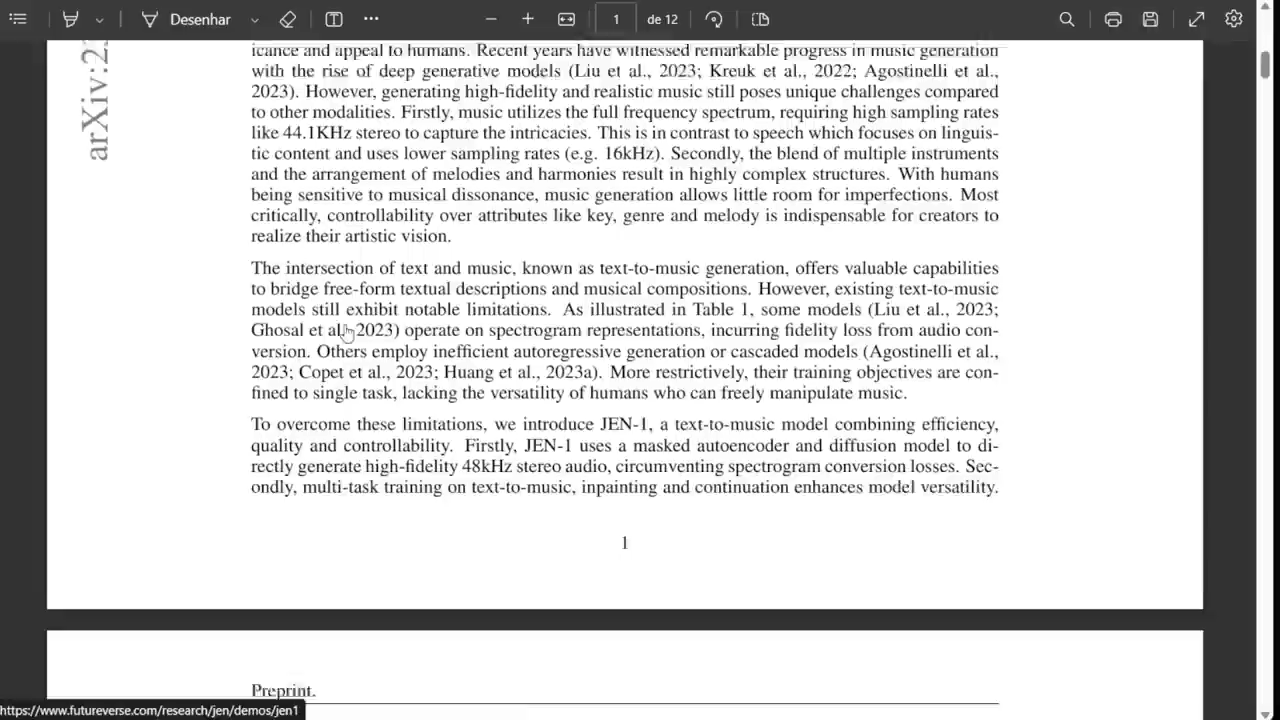 Desenhar
1
de 12
arXiv:2
icance and appeal to humans. Recent years have witnessed remarkable progress in music generation
with the rise of deep generative models (Liu et al., 2023; Kreuk et al., 2022; Agostinelli et al.,
2023). However, generating high-fidelity and realistic music still poses unique challenges compared
to other modalities. Firstly, music utilizes the full frequency spectrum, requiring high sampling rates
like 44.1KHz stereo to capture the intricacies. This is in contrast to speech which focuses on linguis-
tic content and uses lower sampling rates (e.g. 16kHz). Secondly, the blend of multiple instruments
and the arrangement of melodies and harmonies result in highly complex structures. With humans
being sensitive to musical dissonance, music generation allows little room for imperfections. Most
critically, controllability over attributes like key, genre and melody is indispensable for creators to
realize their artistic vision.
The intersection of text and music, known as text-to-music generation, offers valuable capabilities
to bridge free-form textual descriptions and musical compositions. However, existing text-to-music
models still exhibit notable limitations. As illustrated in Table 1, some models (Liu et al., 2023;
Ghosal et al., 2023) operate on spectrogram representations, incurring fidelity loss from audio con-
version. Others employ inefficient autoregressive generation or cascaded models (Agostinelli et al.,
2023; Copet et al., 2023; Huang et al., 2023a). More restrictively, their training objectives are con-
fined to single task, lacking the versatility of humans who can freely manipulate music.
To overcome these limitations, we introduce JEN-1, a text-to-music model combining efficiency,
quality and controllability. Firstly, JEN-1 uses a masked autoencoder and diffusion model to di-
rectly generate high-fidelity 48kHz stereo audio, circumventing spectrogram conversion losses. Sec-
ondly, multi-task training on text-to-music, inpainting and continuation enhances model versatility.
1
Preprint.
https://www.futureverse.com/research/jen/demos/jen1